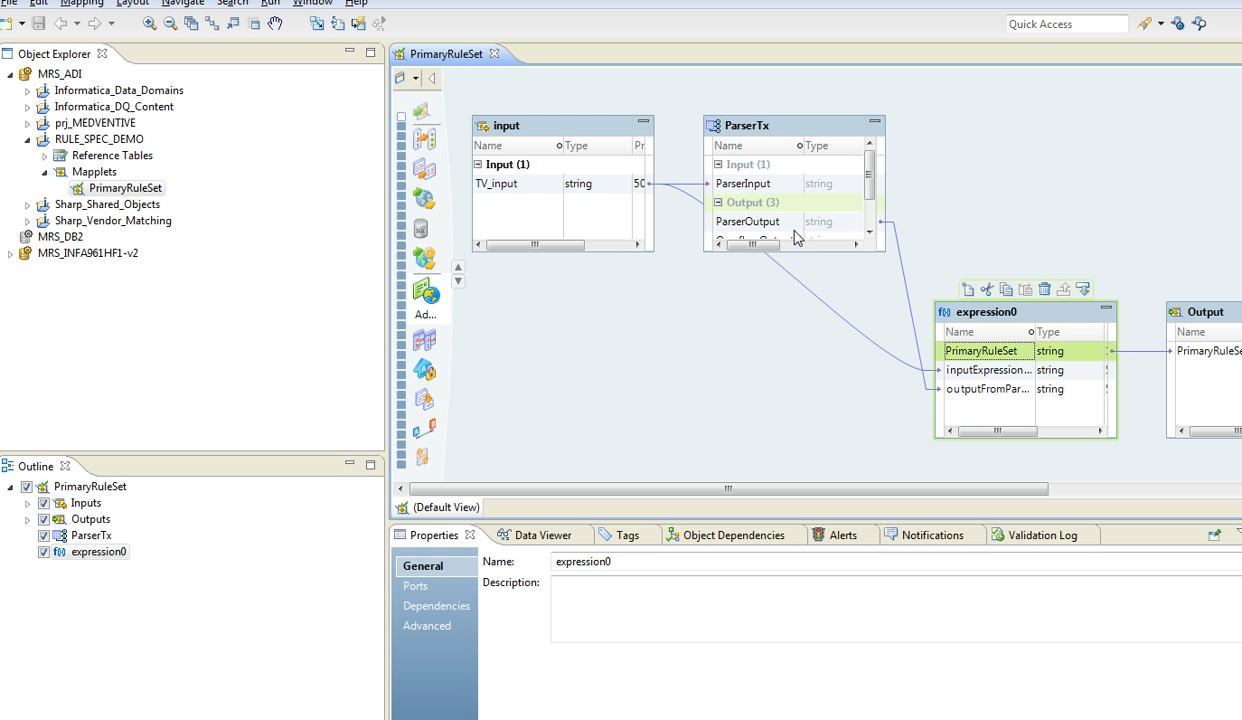 File Edit Mapping Layout Navigate Search Run Window Help
Quick Access
Object Explorer
MRS_ADI
Informatica_Data_Domains
Informatica_DQ_Content
prj_MEDVENTIVE
RULE_SPEC_DEMO
Reference Tables
Mapplets
PrimaryRuleSet
Sharp_Shared_Objects
Sharp_Vendor_Matching
MRS_DB2
MRS_INFA961HF1-v2
Outline
PrimaryRuleSet
Inputs
Outputs
ParserTx
expression0
PrimaryRuleSet
Ad...
input
Name Type Pr
Input (1)
TV_input string 50
ParserTx
Name Type
Input (1)
ParserInput string
Output (3)
ParserOutput string
expression0
Name Type
PrimaryRuleSet string
inputExpression... string
outputFromPar... string
Output
Name
PrimaryRuleSe
(Default View)
Properties Data Viewer Tags Object Dependencies Alerts Notifications Validation Log
General
Ports
Dependencies
Advanced
Name: expression0
Description: